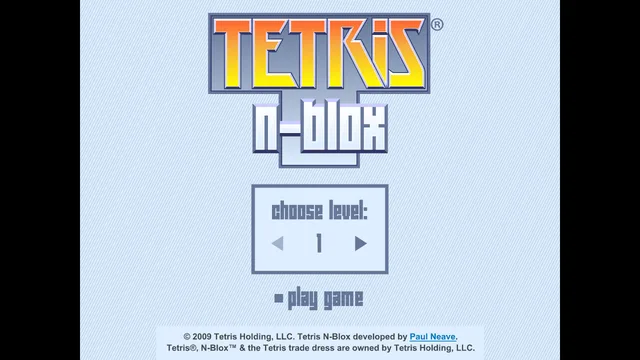 TETRIS®
n-blox
choose level:
1
play game
© 2009 Tetris Holding, LLC. Tetris N-Blox developed by Paul Neave.
Tetris®, N-Blox™ & the Tetris trade dress are owned by Tetris Holding, LLC.